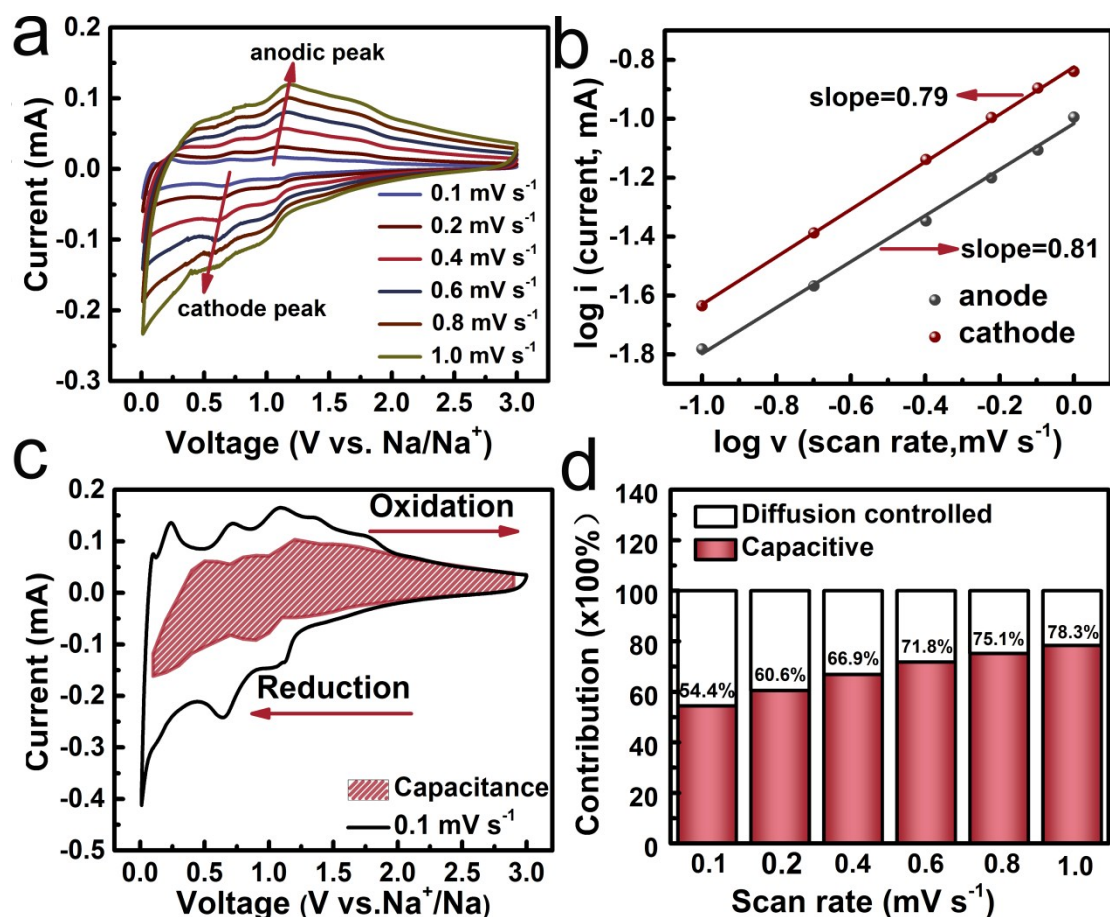 a
0.2
0.1
0.0
-0.1
-0.2
-0.3
Current (mA)
anodic peak
cathode peak
0.1 mV s⁻¹
0.2 mV s⁻¹
0.4 mV s⁻¹
0.6 mV s⁻¹
0.8 mV s⁻¹
1.0 mV s⁻¹
0.0 0.5 1.0 1.5 2.0 2.5 3.0
Voltage (V vs. Na/Na⁺)
b
-0.8
-1.0
-1.2
-1.4
-1.6
-1.8
log i (current, mA)
slope=0.79
slope=0.81
anode
cathode
-1.0 -0.8 -0.6 -0.4 -0.2 0.0
log v (scan rate,mV s⁻¹)
c
0.2
0.1
0.0
-0.1
-0.2
-0.3
-0.4
-0.5
Current (mA)
Oxidation
Reduction
Capacitance
0.1 mV s⁻¹
0.0 0.5 1.0 1.5 2.0 2.5 3.0
Voltage (V vs.Na⁺/Na)
d
140
120
100
80
60
40
20
0
Contribution (x100%）
Diffusion controlled
Capacitive
54.4% 60.6% 66.9% 71.8% 75.1% 78.3%
0.1 0.2 0.4 0.6 0.8 1.0
Scan rate (mV s⁻¹)